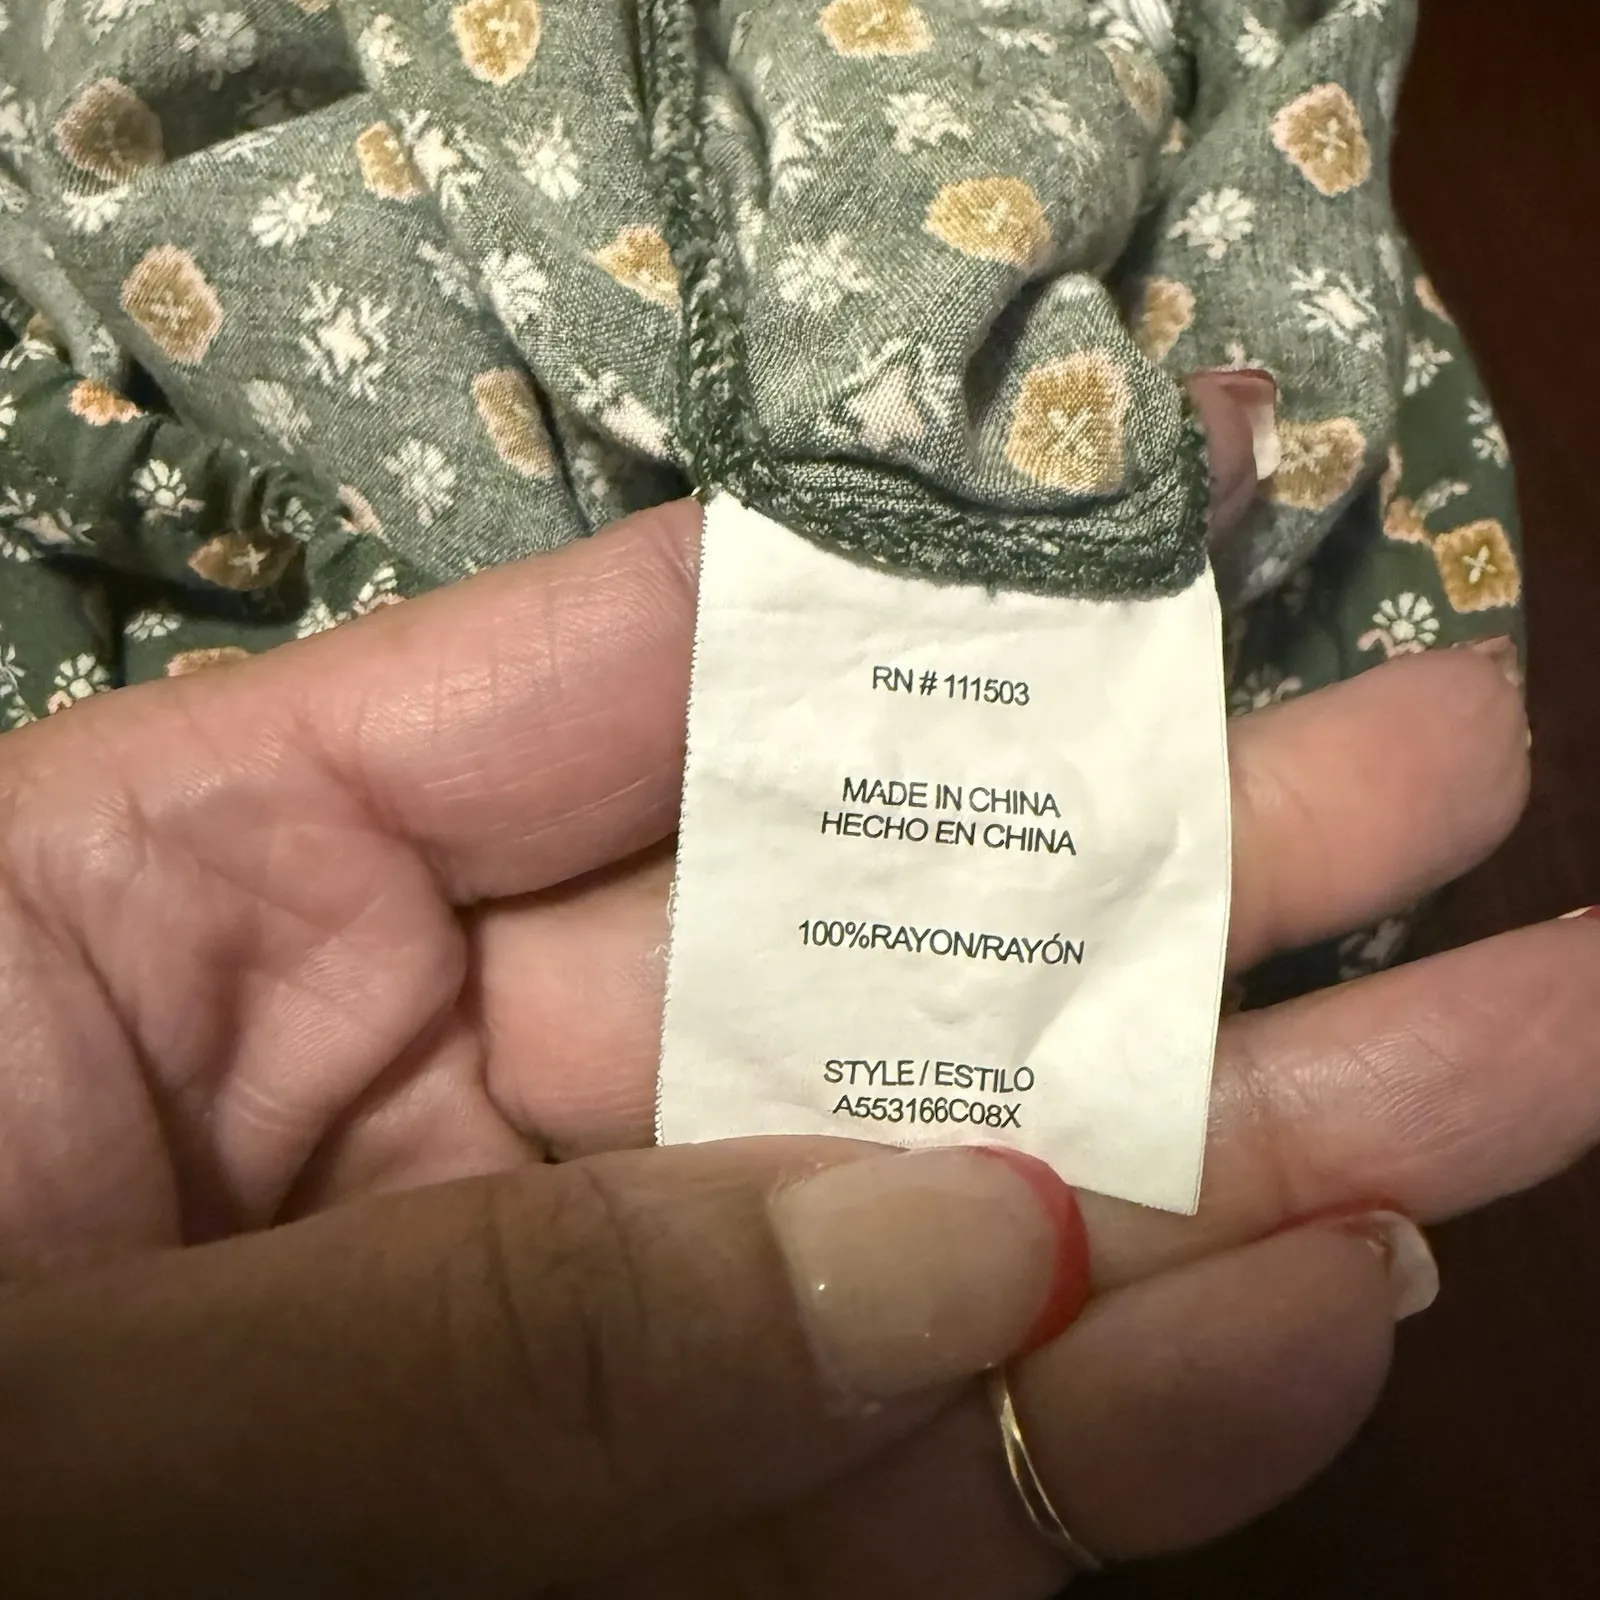 RN # 111503
MADE IN CHINA
HECHO EN CHINA
100%RAYON/RAYÓN
STYLE / ESTILO
A553166C08X